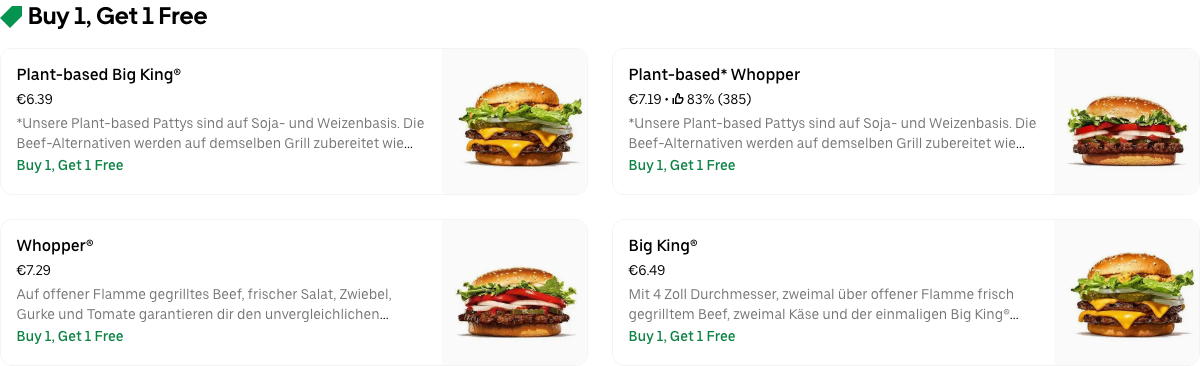 Buy 1, Get 1 Free
Plant-based Big King®
€6.39
*Unsere Plant-based Pattys sind auf Soja- und Weizenbasis. Die
Beef-Alternativen werden auf demselben Grill zubereitet wie...
Buy 1, Get 1 Free
Plant-based* Whopper
€7.19 • 83% (385)
*Unsere Plant-based Pattys sind auf Soja- und Weizenbasis. Die
Beef-Alternativen werden auf demselben Grill zubereitet wie...
Buy 1, Get 1 Free
Whopper®
€7.29
Auf offener Flamme gegrilltes Beef, frischer Salat, Zwiebel,
Gurke und Tomate garantieren dir den unvergleichlichen...
Buy 1, Get 1 Free
Big King®
€6.49
Mit 4 Zoll Durchmesser, zweimal über offener Flamme frisch
gegrilltem Beef, zweimal Käse und der einmaligen Big King®...
Buy 1, Get 1 Free